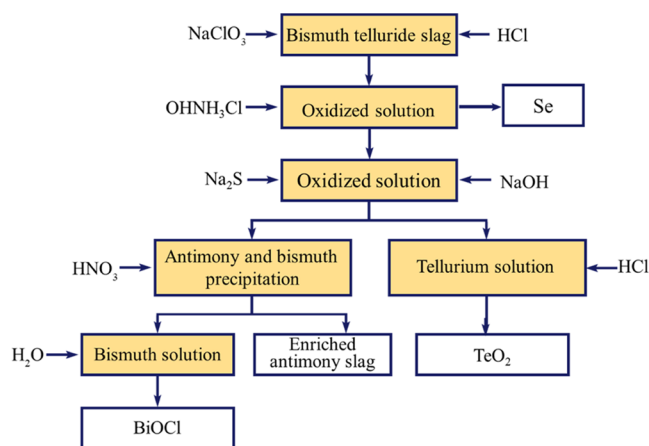 NaClO₃
Bismuth telluride slag
HCl
OHNH₃Cl
Oxidized solution
Se
Na₂S
Oxidized solution
NaOH
HNO₃
Antimony and bismuth
precipitation
Tellurium solution
HCl
H₂O
Bismuth solution
Enriched
antimony slag
TeO₂
BiOCl